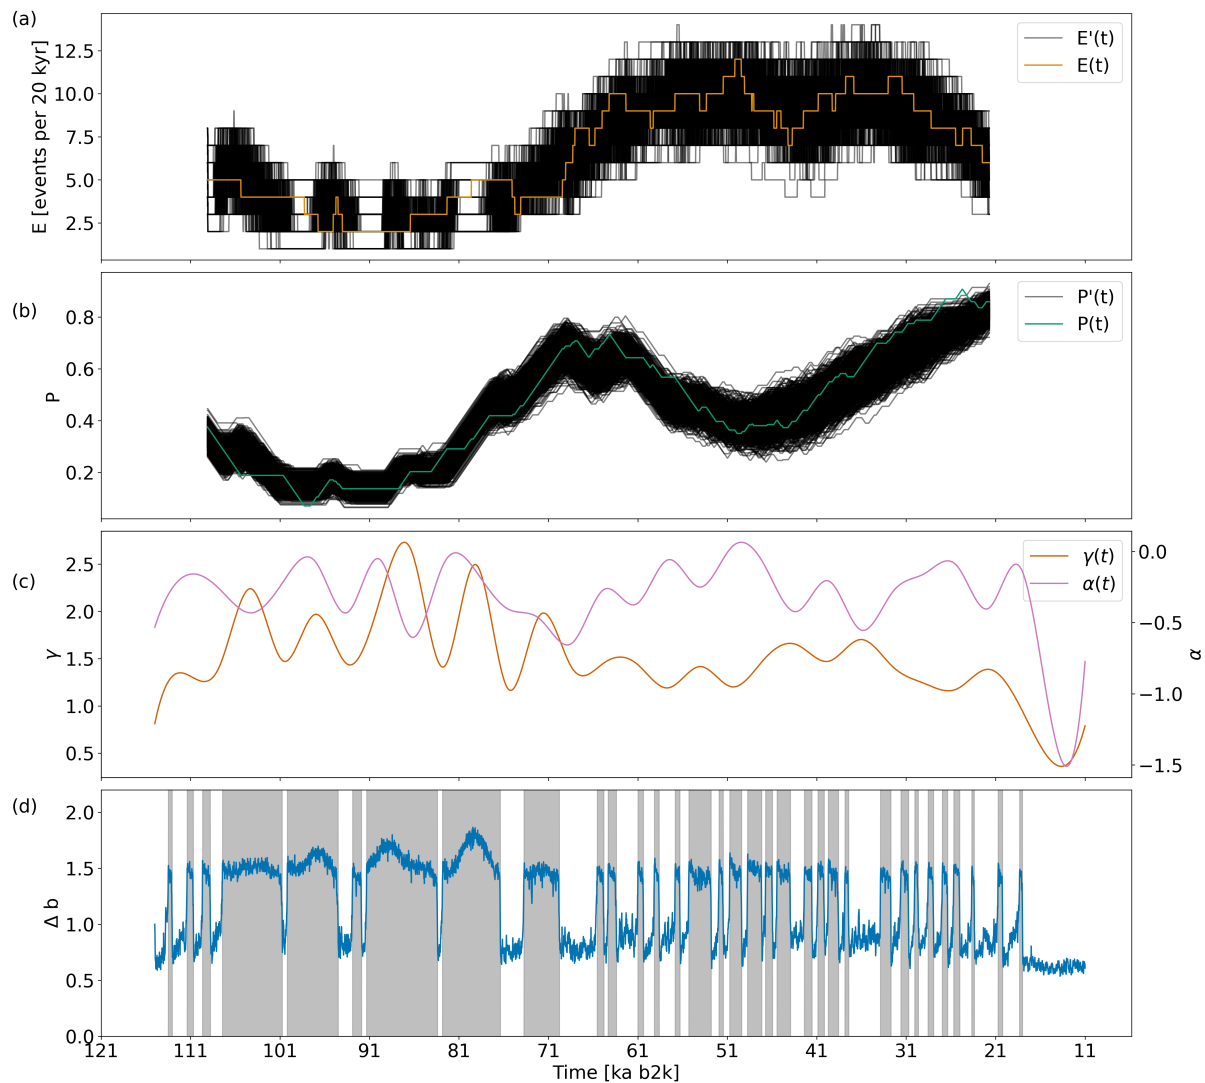 (a)
E [events per 20 kyr]
12.5
10.0
7.5
5.0
2.5
E'(t)
E(t)
(b)
P
0.8
0.6
0.4
0.2
P'(t)
P(t)
(c)
γ
2.5
2.0
1.5
1.0
0.5
γ(t)
α(t)
0.0
−0.5
−1.0
−1.5
α
(d)
Δ b
2.0
1.5
1.0
0.5
0.0
121 111 101 91 81 71 61 51 41 31 21 11
Time [ka b2k]